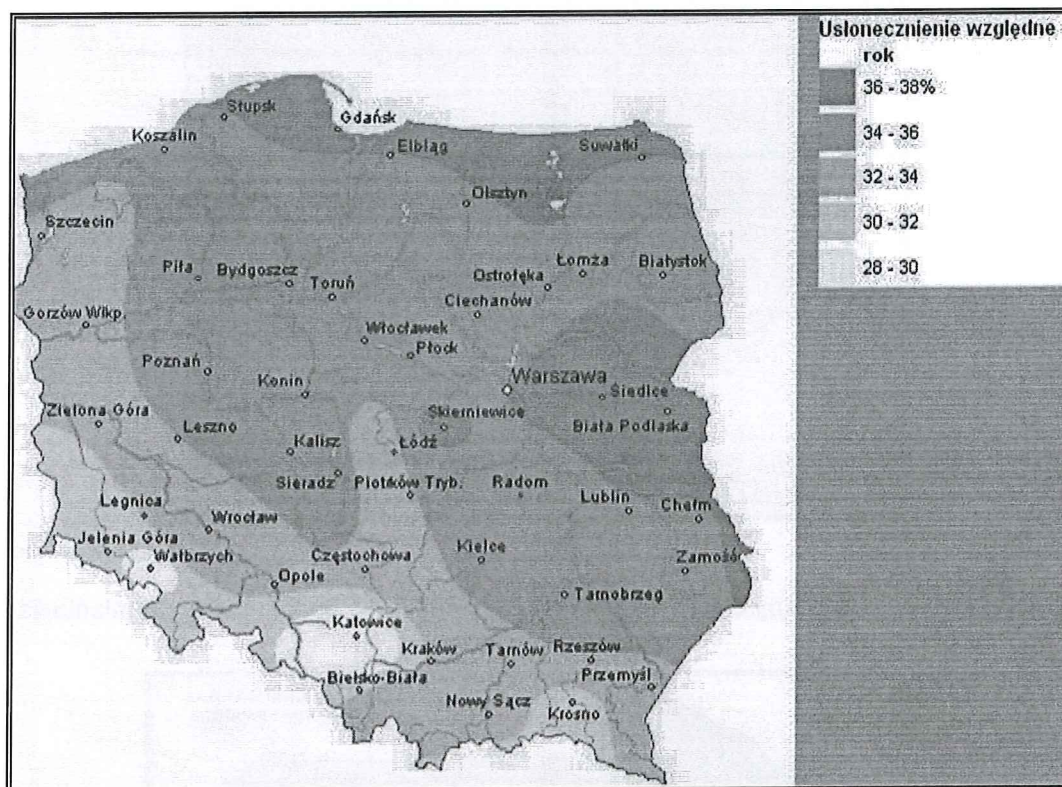 Usłonecznienie względne -
rok
36 - 38%
34 - 36
32 - 34
30 - 32
28 - 30
Słupsk
Gdańsk
Koszalin
Elbląg
Suwałki
Olsztyn
Szczecin
Piła
Bydgoszcz
Toruń
Ostrołęka
Łomża
Białystok
Ciechanów
Gorzów Wlkp.
Włocławek
Płock
Poznań
Konin
Warszawa
Siedlce
Zielona Góra
Leszno
Skierniewice
Biała Podlaska
Kalisz
Łódź
Sieradz
Piotrków Tryb.
Radom
Lublin
Chełm
Legnica
Wrocław
Jelenia Góra
Wałbrzych
Częstochowa
Kielce
Zamość
Opole
Tarnobrzeg
Katowice
Kraków
Tarnów
Rzeszów
Przemyśl
Bielsko-Biała
Nowy Sącz
Krosno